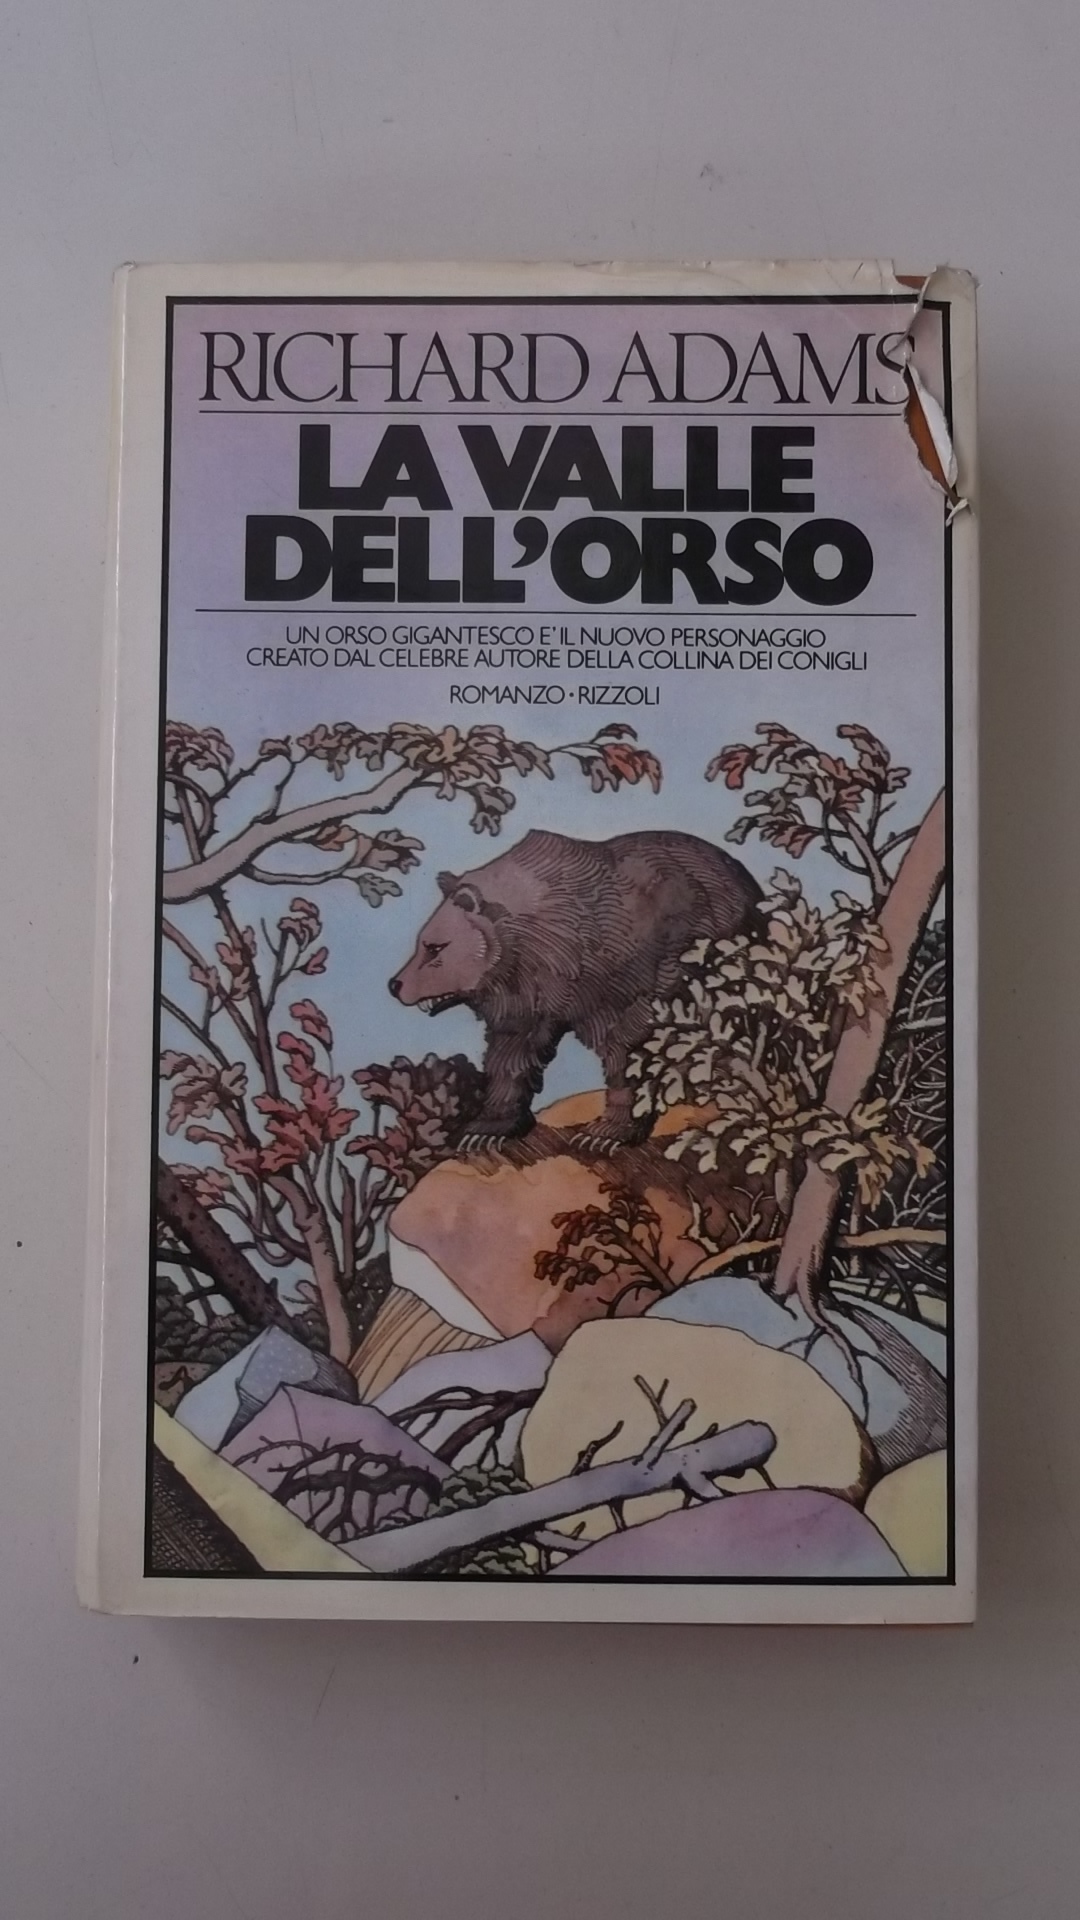 RICHARD ADAMS
LA VALLE
DELL'ORSO
UN ORSO GIGANTESCO E' IL NUOVO PERSONAGGIO
CREATO DAL CELEBRE AUTORE DELLA COLLINA DEI CONIGLI
ROMANZO • RIZZOLI